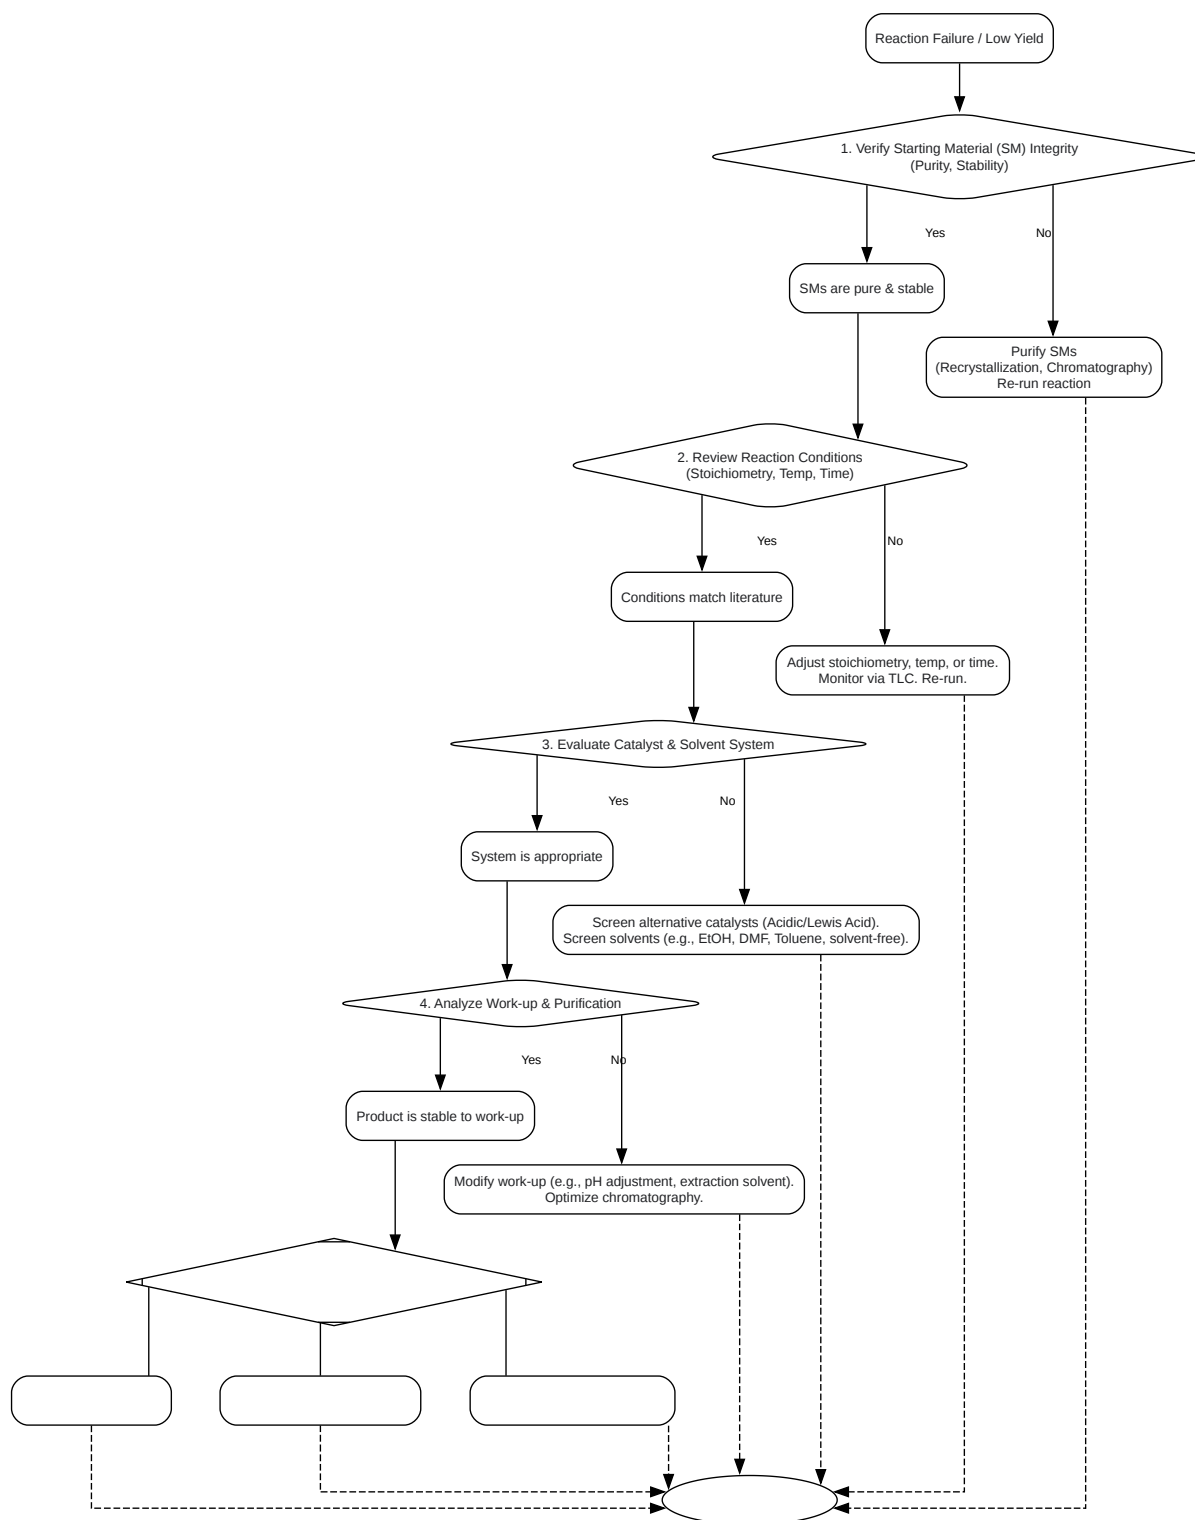 Reaction Failure / Low Yield
1. Verify Starting Material (SM) Integrity
(Purity, Stability)
Yes
No
SMs are pure & stable
Purify SMs
(Recrystallization, Chromatography)
Re-run reaction
2. Review Reaction Conditions
(Stoichiometry, Temp, Time)
Yes
No
Conditions match literature
Adjust stoichiometry, temp, or time.
Monitor via TLC. Re-run.
3. Evaluate Catalyst & Solvent System
Yes
No
System is appropriate
Screen alternative catalysts (Acidic/Lewis Acid).
Screen solvents (e.g., EtOH, DMF, Toluene, solvent-free).
4. Analyze Work-up & Purification
Yes
No
Product is stable to work-up
Modify work-up (e.g., pH adjustment, extraction solvent).
Optimize chromatography.